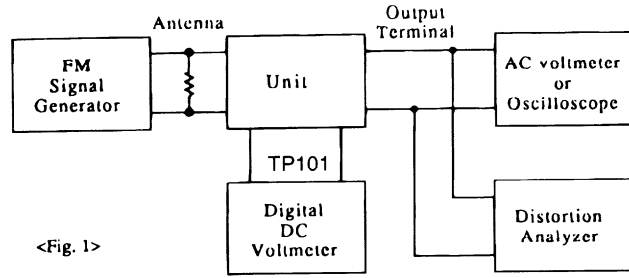 Antenna
Output
Terminal
FM
Signal
Generator
Unit
AC voltmeter
or
Oscilloscope
TP101
Digital
DC
Voltmeter
Distortion
Analyzer
<Fig. 1>